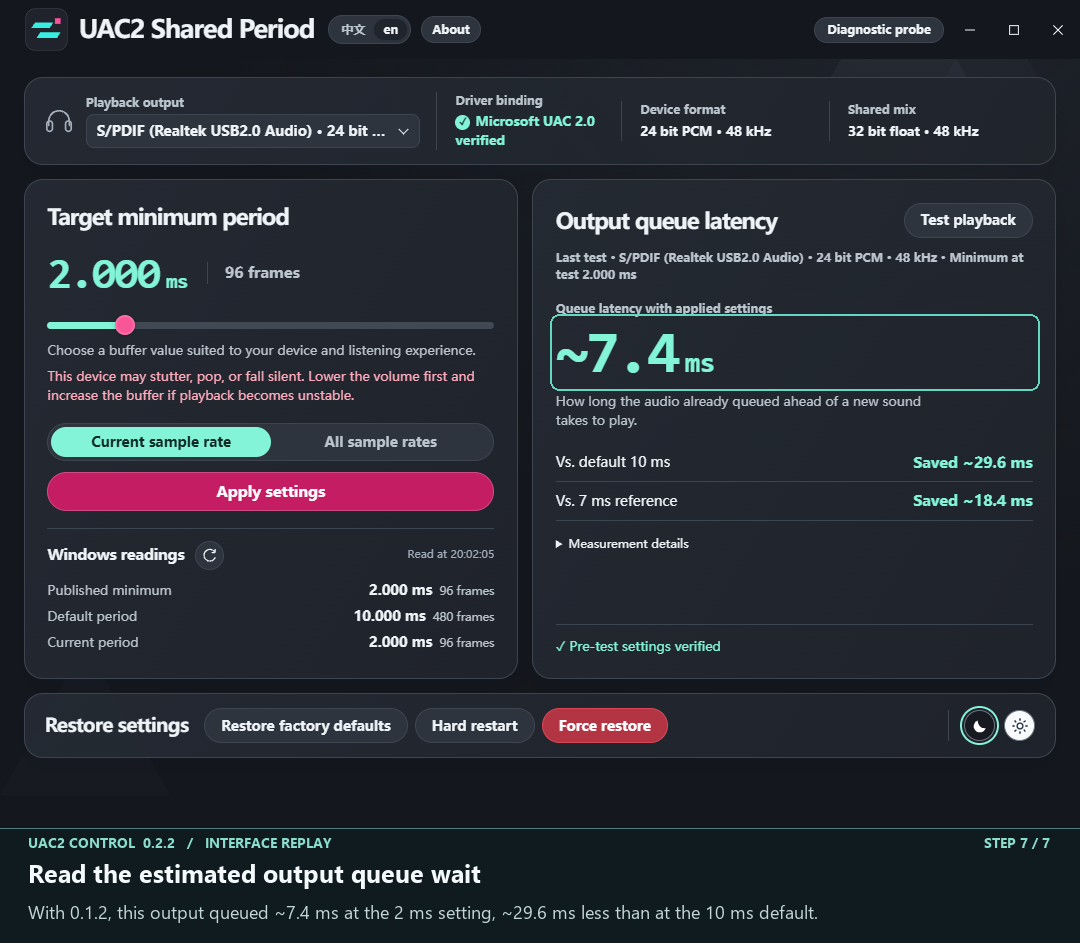 UAC2 Shared Period
中文 en
About
Diagnostic probe
Playback output
S/PDIF (Realtek USB2.0 Audio) • 24 bit ...
Driver binding
Microsoft UAC 2.0
verified
Device format
24 bit PCM • 48 kHz
Shared mix
32 bit float • 48 kHz
Target minimum period
2.000 ms
96 frames
Choose a buffer value suited to your device and listening experience.
This device may stutter, pop, or fall silent. Lower the volume first and
increase the buffer if playback becomes unstable.
Current sample rate
All sample rates
Apply settings
Windows readings
Read at 20:02:05
Published minimum 2.000 ms 96 frames
Default period 10.000 ms 480 frames
Current period 2.000 ms 96 frames
Output queue latency
Test playback
Last test • S/PDIF (Realtek USB2.0 Audio) • 24 bit PCM • 48 kHz • Minimum at
test 2.000 ms
Queue latency with applied settings
~7.4 ms
How long the audio already queued ahead of a new sound
takes to play.
Vs. default 10 ms Saved ~29.6 ms
Vs. 7 ms reference Saved ~18.4 ms
▸ Measurement details
✓ Pre-test settings verified
Restore settings
Restore factory defaults
Hard restart
Force restore
UAC2 CONTROL 0.2.2 / INTERFACE REPLAY
STEP 7 / 7
Read the estimated output queue wait
With 0.1.2, this output queued ~7.4 ms at the 2 ms setting, ~29.6 ms less than at the 10 ms default.